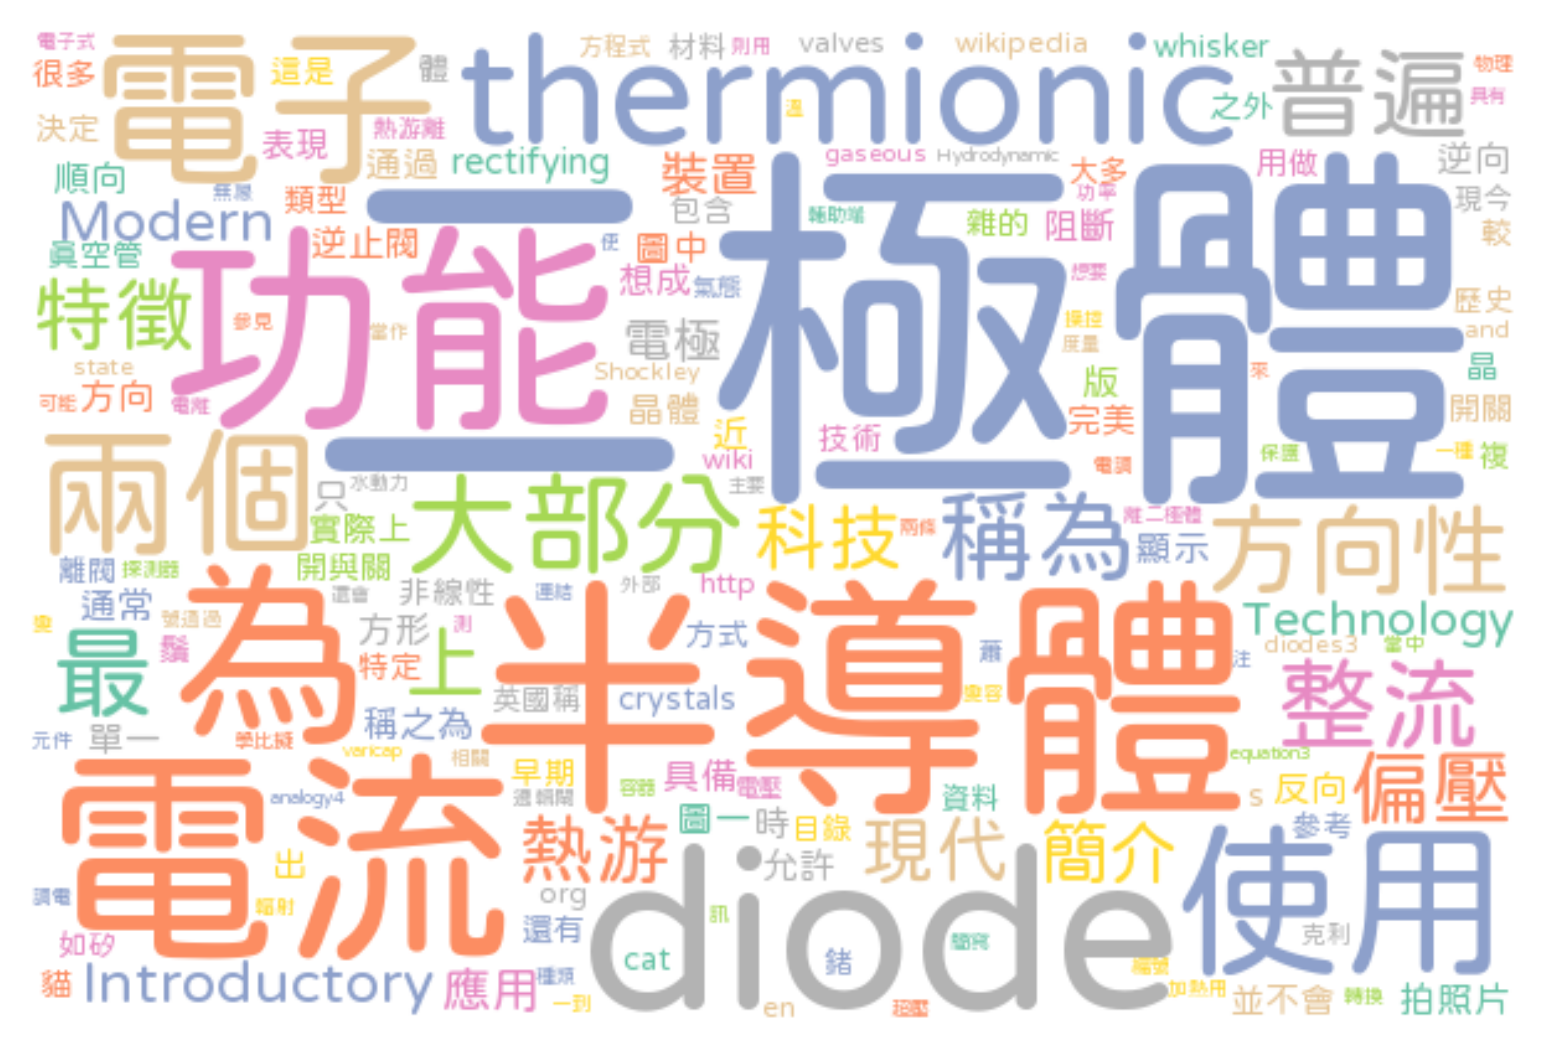 電子式
很多
電子
這是
體
thermionic
方程式
材料
則用
valves
wikipedia
whisker
普遍
物理
具有
之外
溫
決定
表現
熱游離
通過
rectifying
裝置
gaseous
Hydrodynamic
大多
功率
用做
逆向
順向
類型
二極體
包含
輔助端
雜的
阻斷
現今
Modern
逆止閥
便
圖中
較
真空管
功能
想成
氣態
想要
特徵
參見
當作
電極
操控
度量
歷史
and
state
Shockley
版
來
晶
可能
方向
電離
晶體
完美
開關
近
技術
wiki
電調
保護
一種
複
兩個
只
水動力
主要
大部分
實際上
科技
兩條
稱為
離二極體
顯示
方向性
離閥
探測器
開與關
通常
還會
非線性
連結
外部
http
號通過
為
半導體
Technology
鬚
最
方形
測
上
方式
蕭
注
diodes3
當中
特定
英國稱
crystals
變容
整流
元件
單一
學比擬
稱之為
varicap
相關
equation3
電流
analogy4
早期
容器
具備
電壓
資料
s
反向
偏壓
熱游
圖一
時
目錄
參考
出
允許
現代
簡介
使用
調電
輻射
org
diode
訊
還有
如矽
cat
鍺
簡寫
克利
貓
Introductory
應用
種類
一到
en
編號
加熱用
並不會
轉換
拍照片